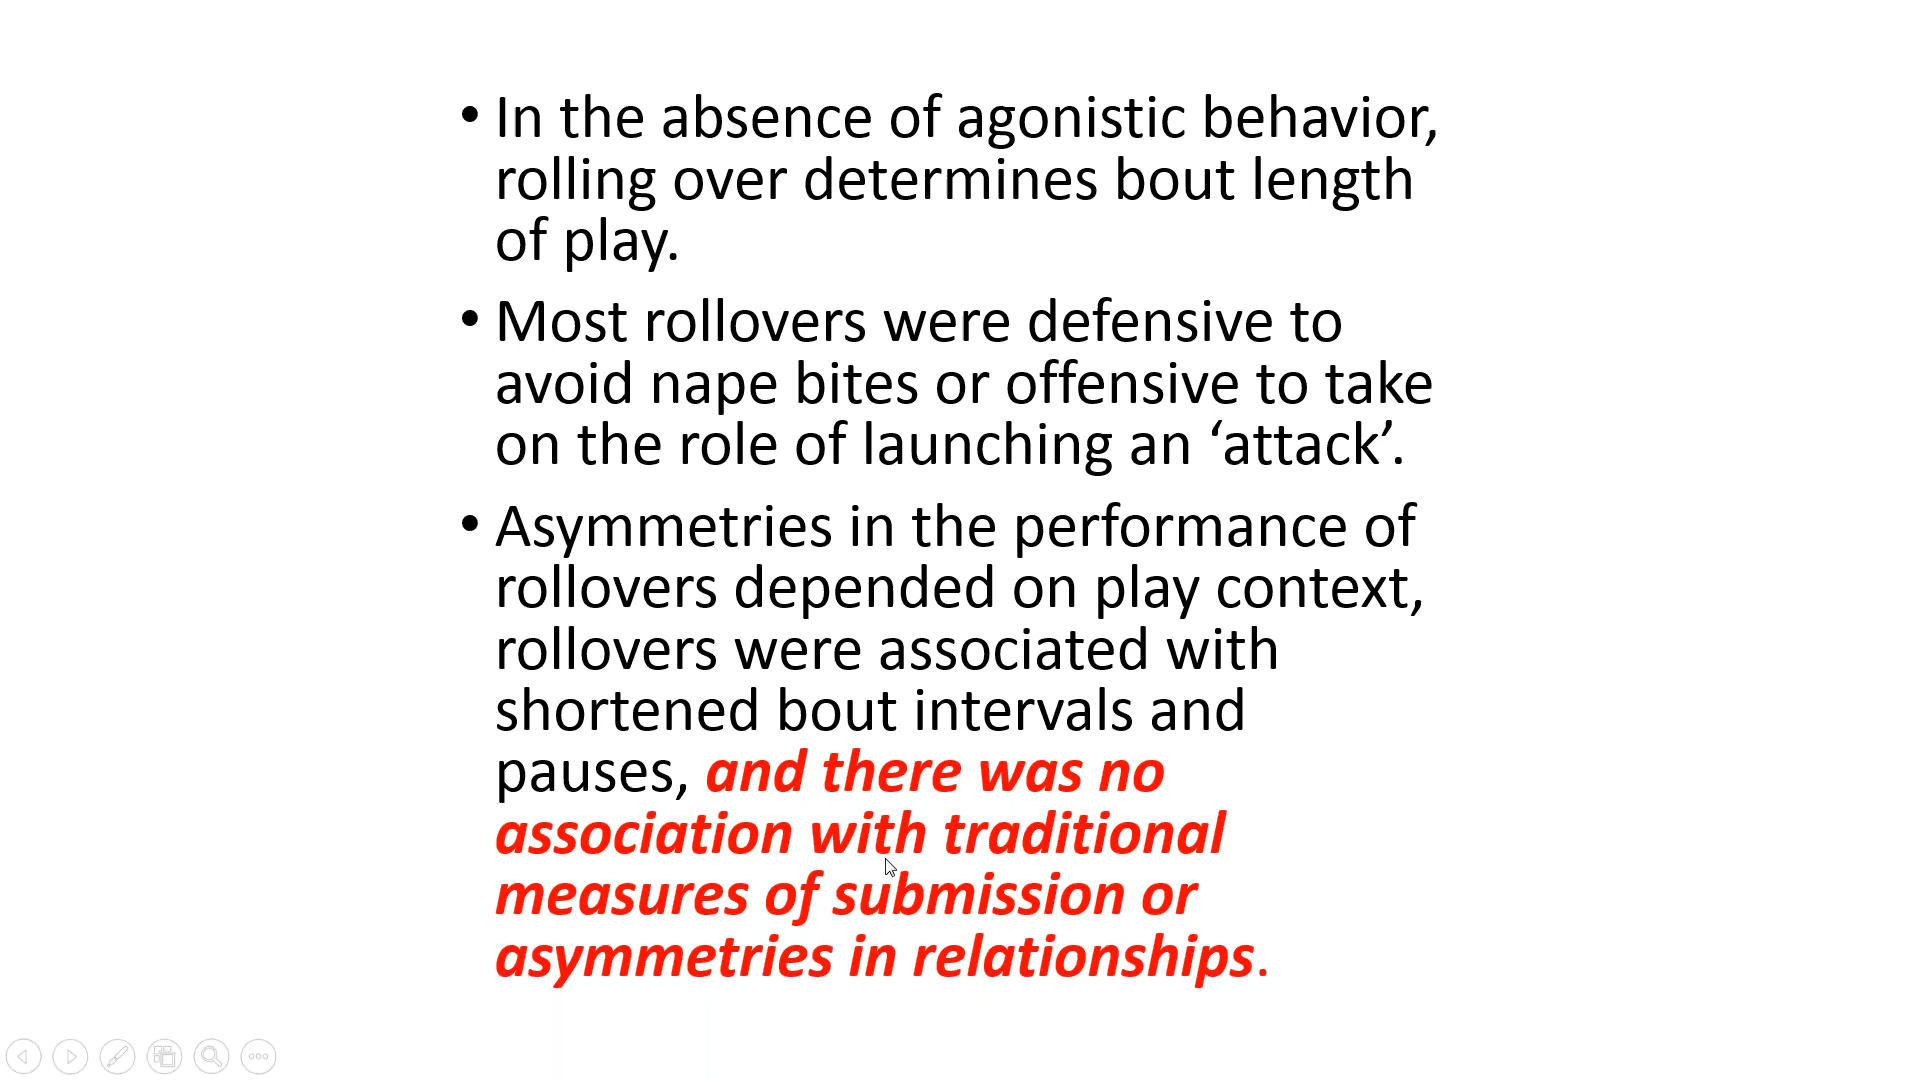 • In the absence of agonistic behavior,
rolling over determines bout length
of play.
• Most rollovers were defensive to
avoid nape bites or offensive to take
on the role of launching an ‘attack’.
• Asymmetries in the performance of
rollovers depended on play context,
rollovers were associated with
shortened bout intervals and
pauses, and there was no
association with traditional
measures of submission or
asymmetries in relationships.